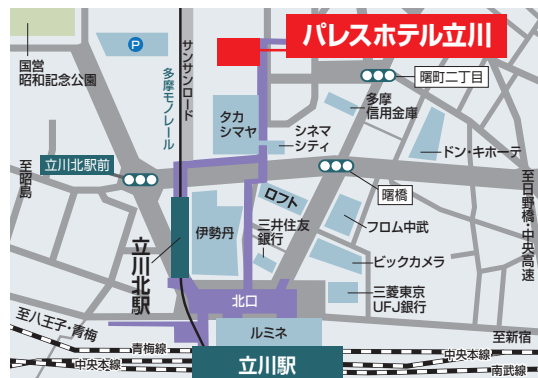 パレスホテル立川
国営
昭和記念公園
P
サンサンロード
多摩モノレール
曙町二丁目
多摩
信用金庫
タカ
シマヤ
シネマ
シティ
ドン・キホーテ
立川北駅前
至昭島
曙橋
至日野橋・中央高速
ロフト
伊勢丹
三井住友
銀行
フロム中武
立川北駅
ビックカメラ
北口
三菱東京
UFJ銀行
至八王子・青梅
ルミネ
至新宿
青梅線
中央本線
立川駅
中央本線
南武線